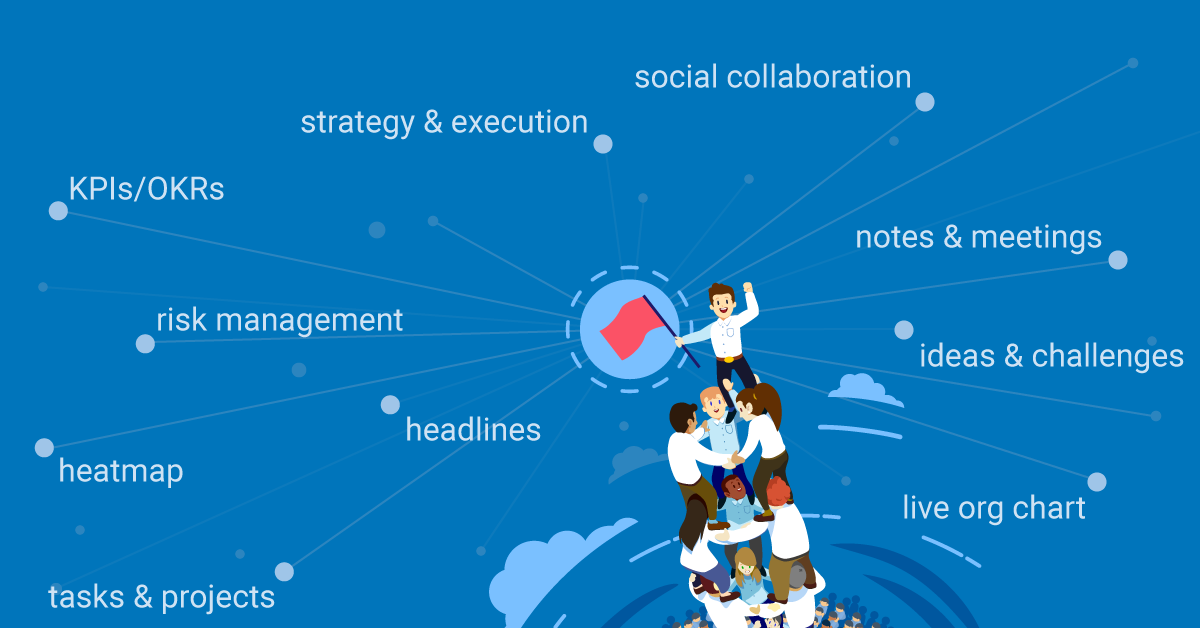 social collaboration
strategy & execution
KPIs/OKRs
notes & meetings
risk management
ideas & challenges
headlines
heatmap
live org chart
tasks & projects